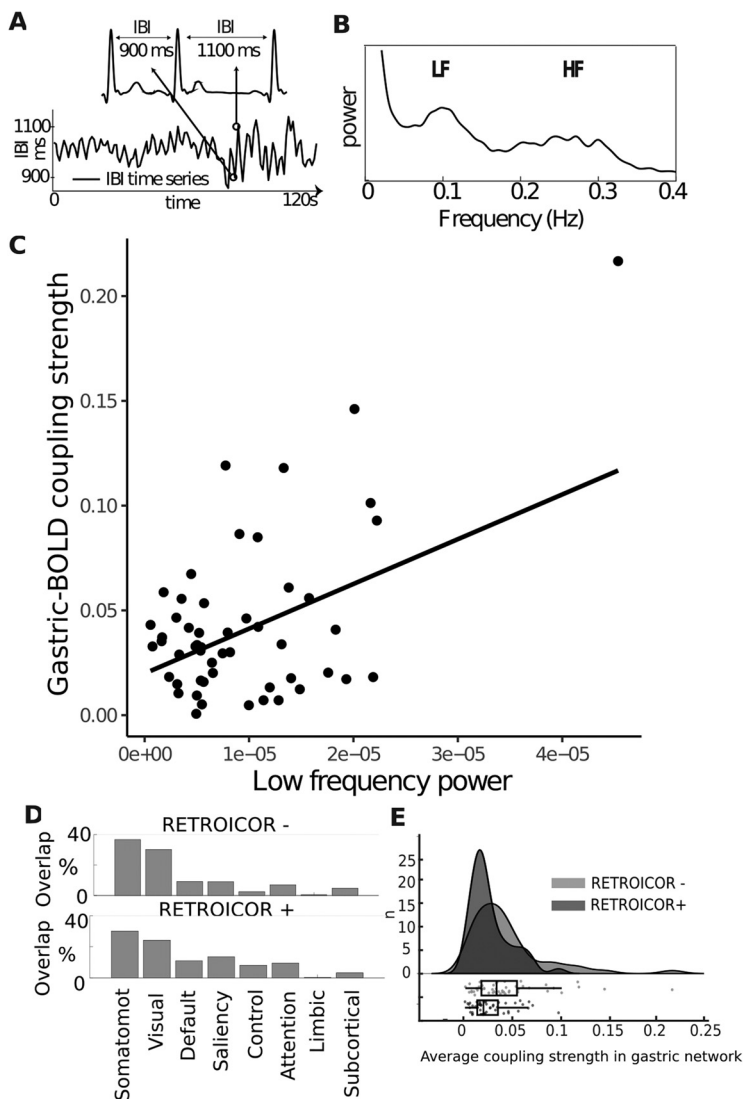 A
IBI IBI
900 ms 1100 ms
1100
IBI
ms
900
IBI time series
0 time 120s
B
LF HF
power
0 0.1 0.2 0.3 0.4
Frequency (Hz)
C
Gastric-BOLD coupling strength
0.20
0.15
0.10
0.05
0.00
0e+00 1e−05 2e−05 3e−05 4e−05
Low frequency power
D
RETROICOR -
40
Overlap
%
0
RETROICOR +
40
Overlap
%
0
Somatomot
Visual
Default
Saliency
Control
Attention
Limbic
Subcortical
E
RETROICOR -
RETROICOR+
n
25
20
15
10
5
0
0 0.05 0.1 0.15 0.2 0.25
Average coupling strength in gastric network